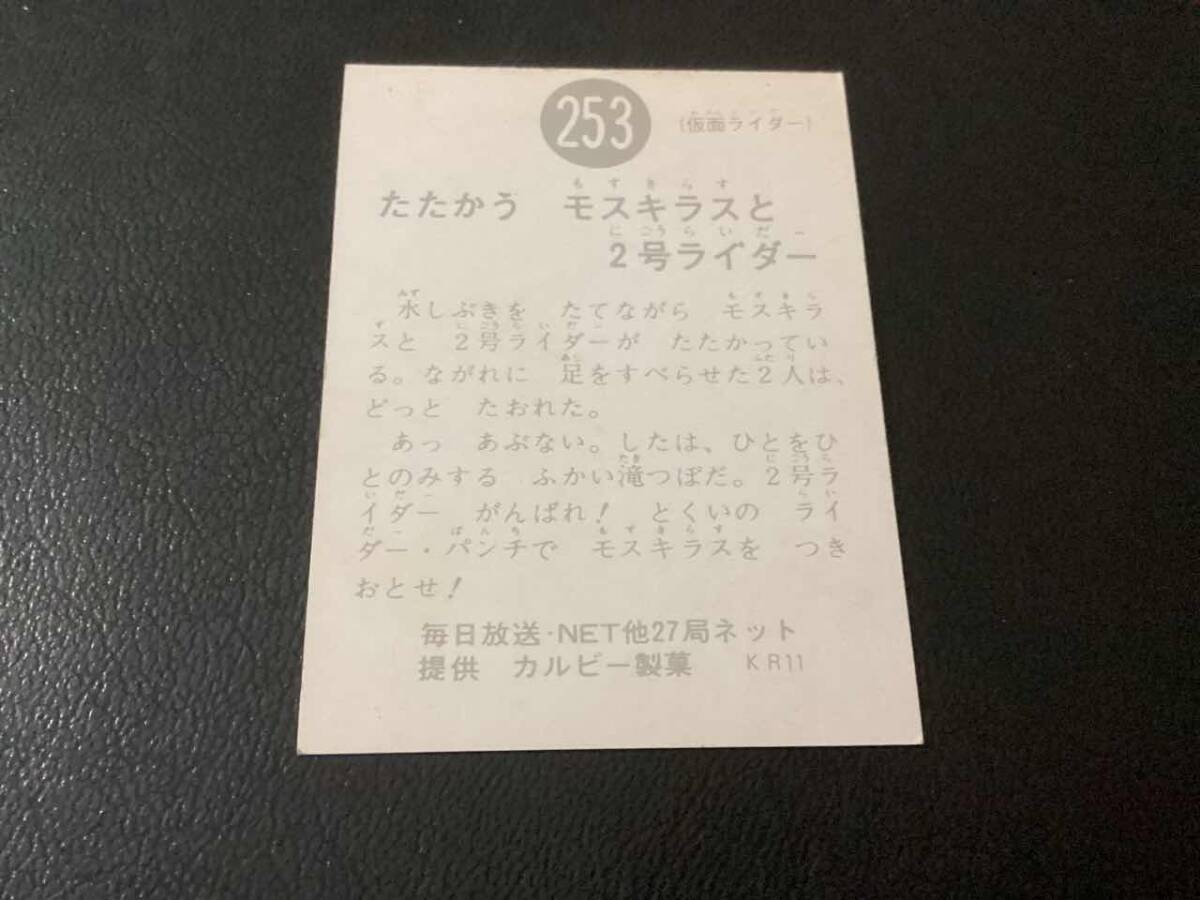 253
(仮面ライダー)
たたかう　モスキラスと
2号ライダー
水しぶきを　たてながら　モスキラ
スと　2号ライダーが　たたかってい
る。ながれに　足をすべらせた2人は、
どっと　たおれた。
あっ　あぶない。したは、ひとをひ
とのみする　ふかい滝つぼだ。2号ラ
イダー　がんばれ！　とくいの　ライ
ダー・パンチで　モスキラスを　つき
おとせ！
毎日放送・NET他27局ネット
提供　カルビー製菓　KR11